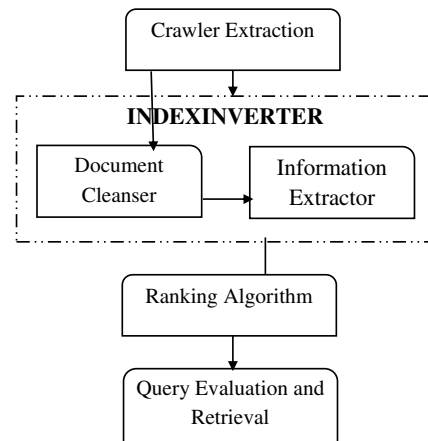 Crawler Extraction
INDEXINVERTER
Document
Cleanser
Information
Extractor
Ranking Algorithm
Query Evaluation and
Retrieval